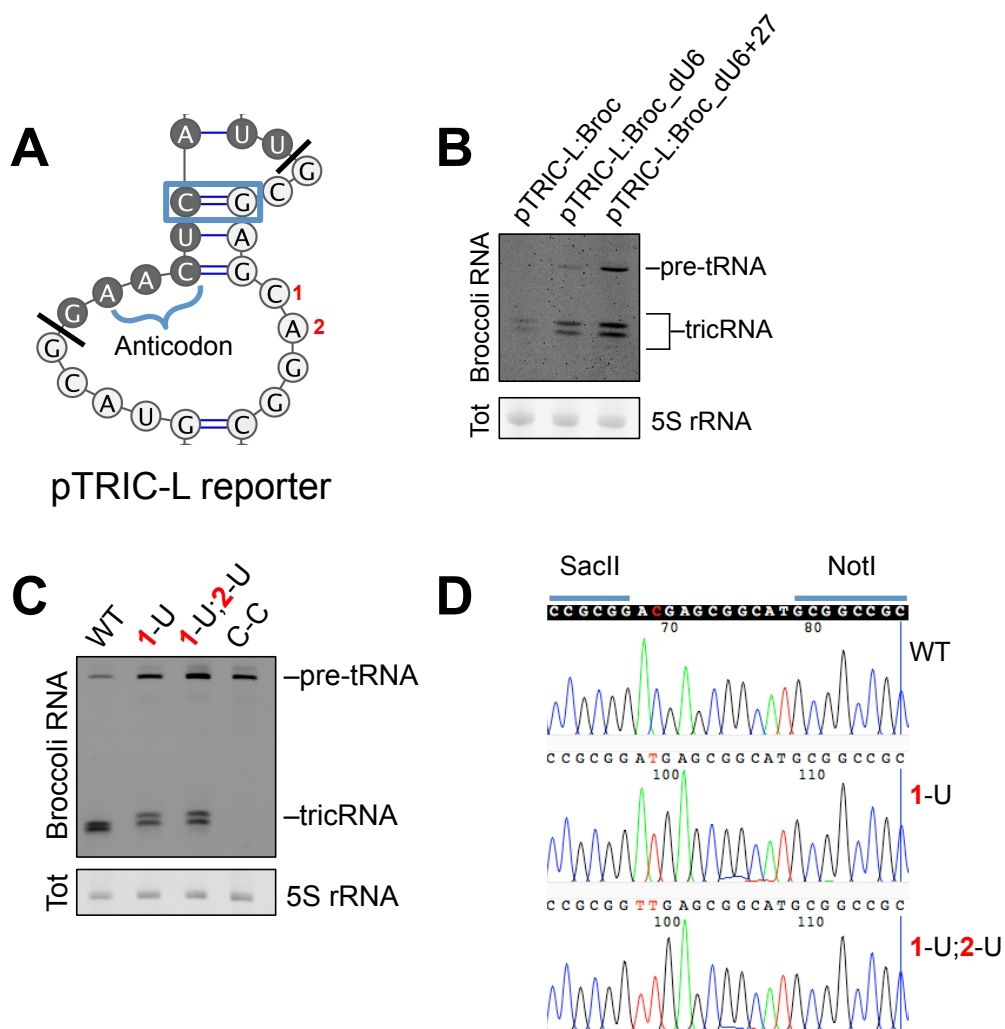 A
A U U
G
C G C
U A
C G
G A A C
C 1
A 2
Anticodon
G
G
C
A U G C G
pTRIC-L reporter
B
pTRIC-L:Broc
pTRIC-L:Broc_dU6
pTRIC-L:Broc_dU6+27
Broccoli RNA
–pre-tRNA
–tricRNA
Tot
5S rRNA
C
WT
1-U
1-U;2-U
C-C
Broccoli RNA
–pre-tRNA
–tricRNA
Tot
5S rRNA
D
SacII NotI
CCGCGGACGAGCGGCATGCGGCCGC
70 80
WT
CCGCGGATGAGCGGCATGCGGCCGC
100 110
1-U
CCGCGGTTGAGCGGCATGCGGCCGC
100 110
1-U;2-U